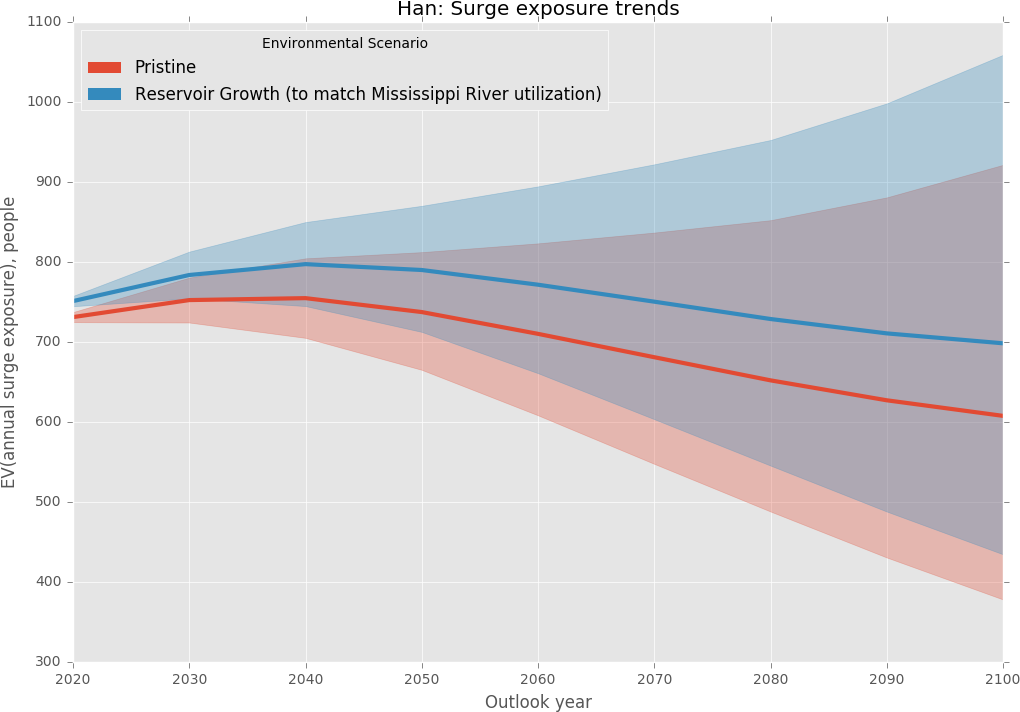 Han: Surge exposure trends
Environmental Scenario
Pristine
Reservoir Growth (to match Mississippi River utilization)
EV(annual surge exposure), people
1100
1000
900
800
700
600
500
400
300
2020 2030 2040 2050 2060 2070 2080 2090 2100
Outlook year